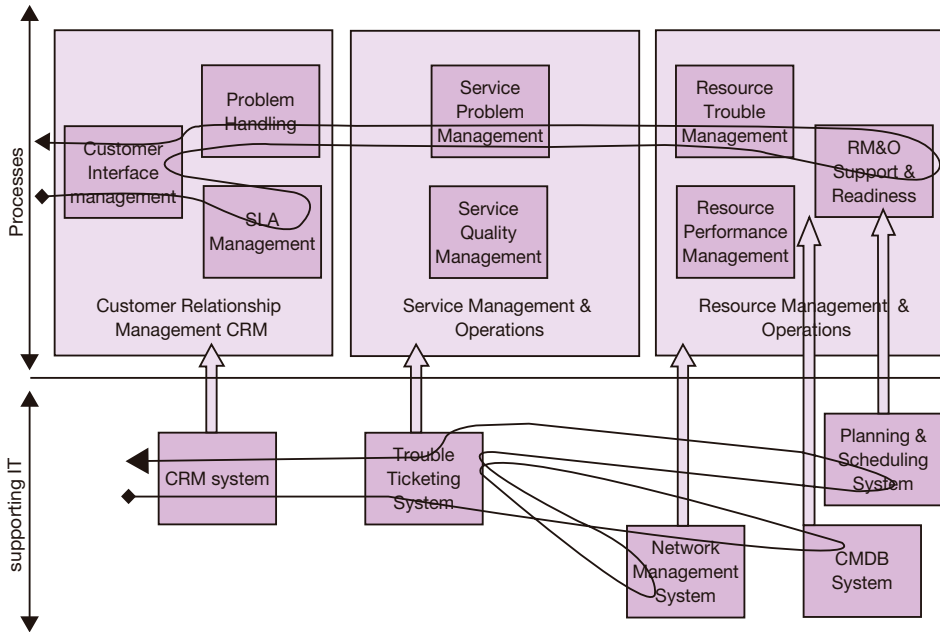 Processes
Problem
Handling
Customer
Interface
management
SLA
Management
Customer Relationship
Management CRM
Service
Problem
Management
Service
Quality
Management
Service Management &
Operations
Resource
Trouble
Management
RM&O
Support &
Readiness
Resource
Performance
Management
Resource Management &
Operations
supporting IT
CRM system
Trouble
Ticketing
System
Network
Management
System
Planning &
Scheduling
System
CMDB
System